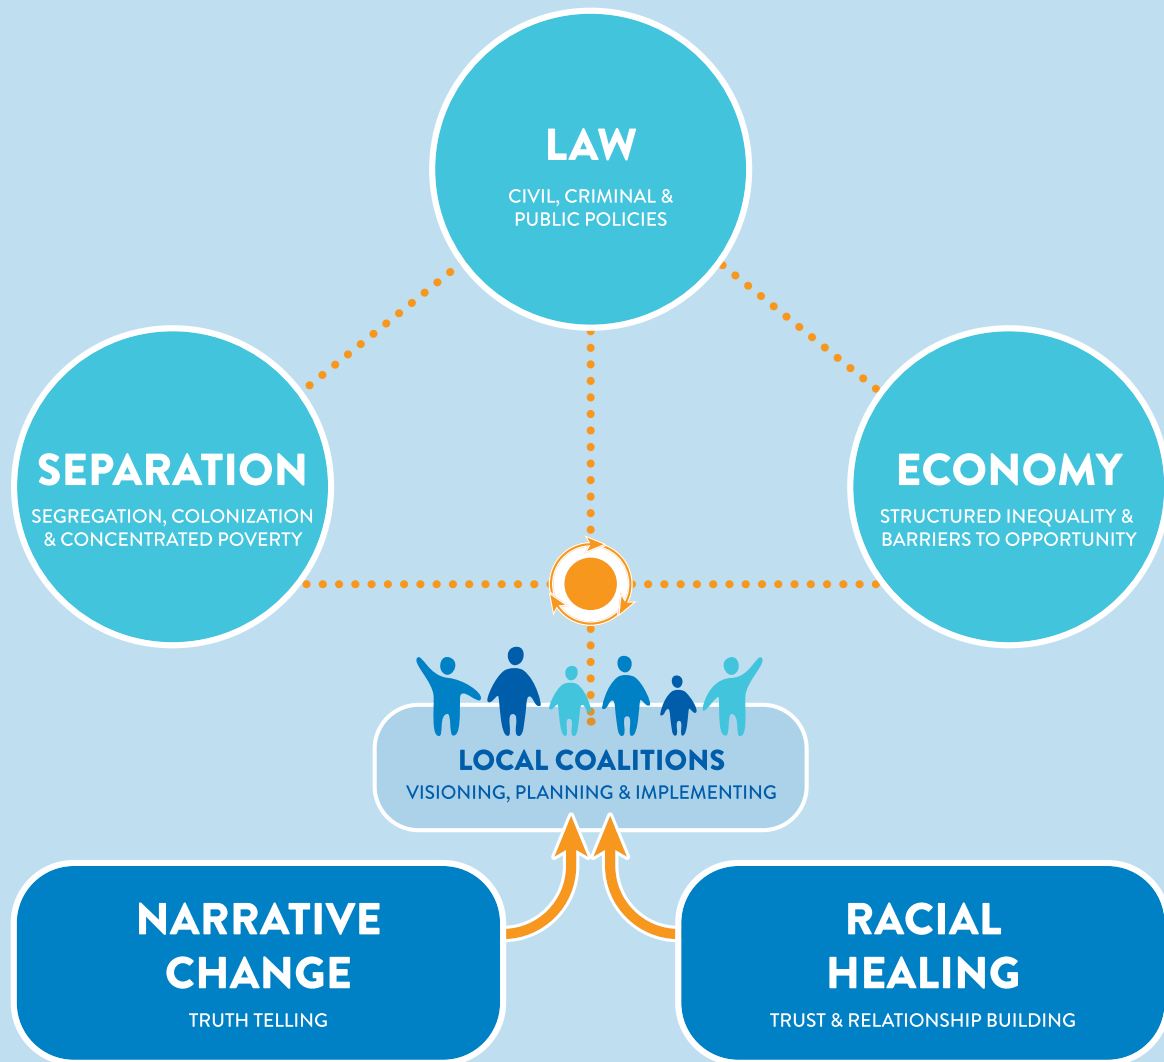 LAW
CIVIL, CRIMINAL &
PUBLIC POLICIES
SEPARATION
SEGREGATION, COLONIZATION
& CONCENTRATED POVERTY
ECONOMY
STRUCTURED INEQUALITY &
BARRIERS TO OPPORTUNITY
LOCAL COALITIONS
VISIONING, PLANNING & IMPLEMENTING
NARRATIVE
CHANGE
TRUTH TELLING
RACIAL
HEALING
TRUST & RELATIONSHIP BUILDING